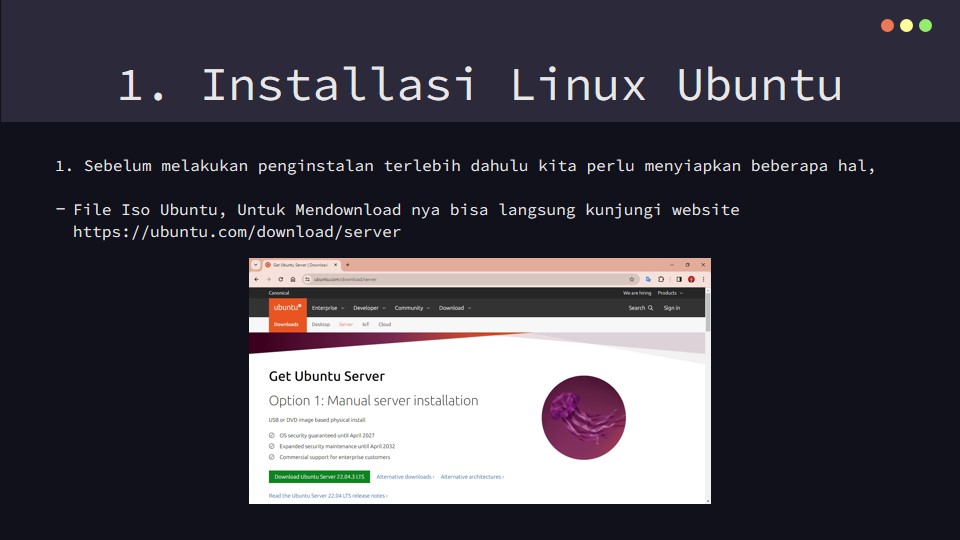 1. Installasi Linux Ubuntu
1. Sebelum melakukan penginstalan terlebih dahulu kita perlu menyiapkan beberapa hal,
– File Iso Ubuntu, Untuk Mendownload nya bisa langsung kunjungi website
https://ubuntu.com/download/server
Get Ubuntu Server | Download
ubuntu.com/download/server
Canonical We are hiring Products
ubuntu® Enterprise Developer Community Download Search Sign in
Downloads Desktop Server IoT Cloud
Get Ubuntu Server
Option 1: Manual server installation
USB or DVD image based physical install
OS security guaranteed until April 2027
Expanded security maintenance until April 2032
Commercial support for enterprise customers
Download Ubuntu Server 22.04.3 LTS Alternative downloads › Alternative architectures ›
Read the Ubuntu Server 22.04 LTS release notes ›